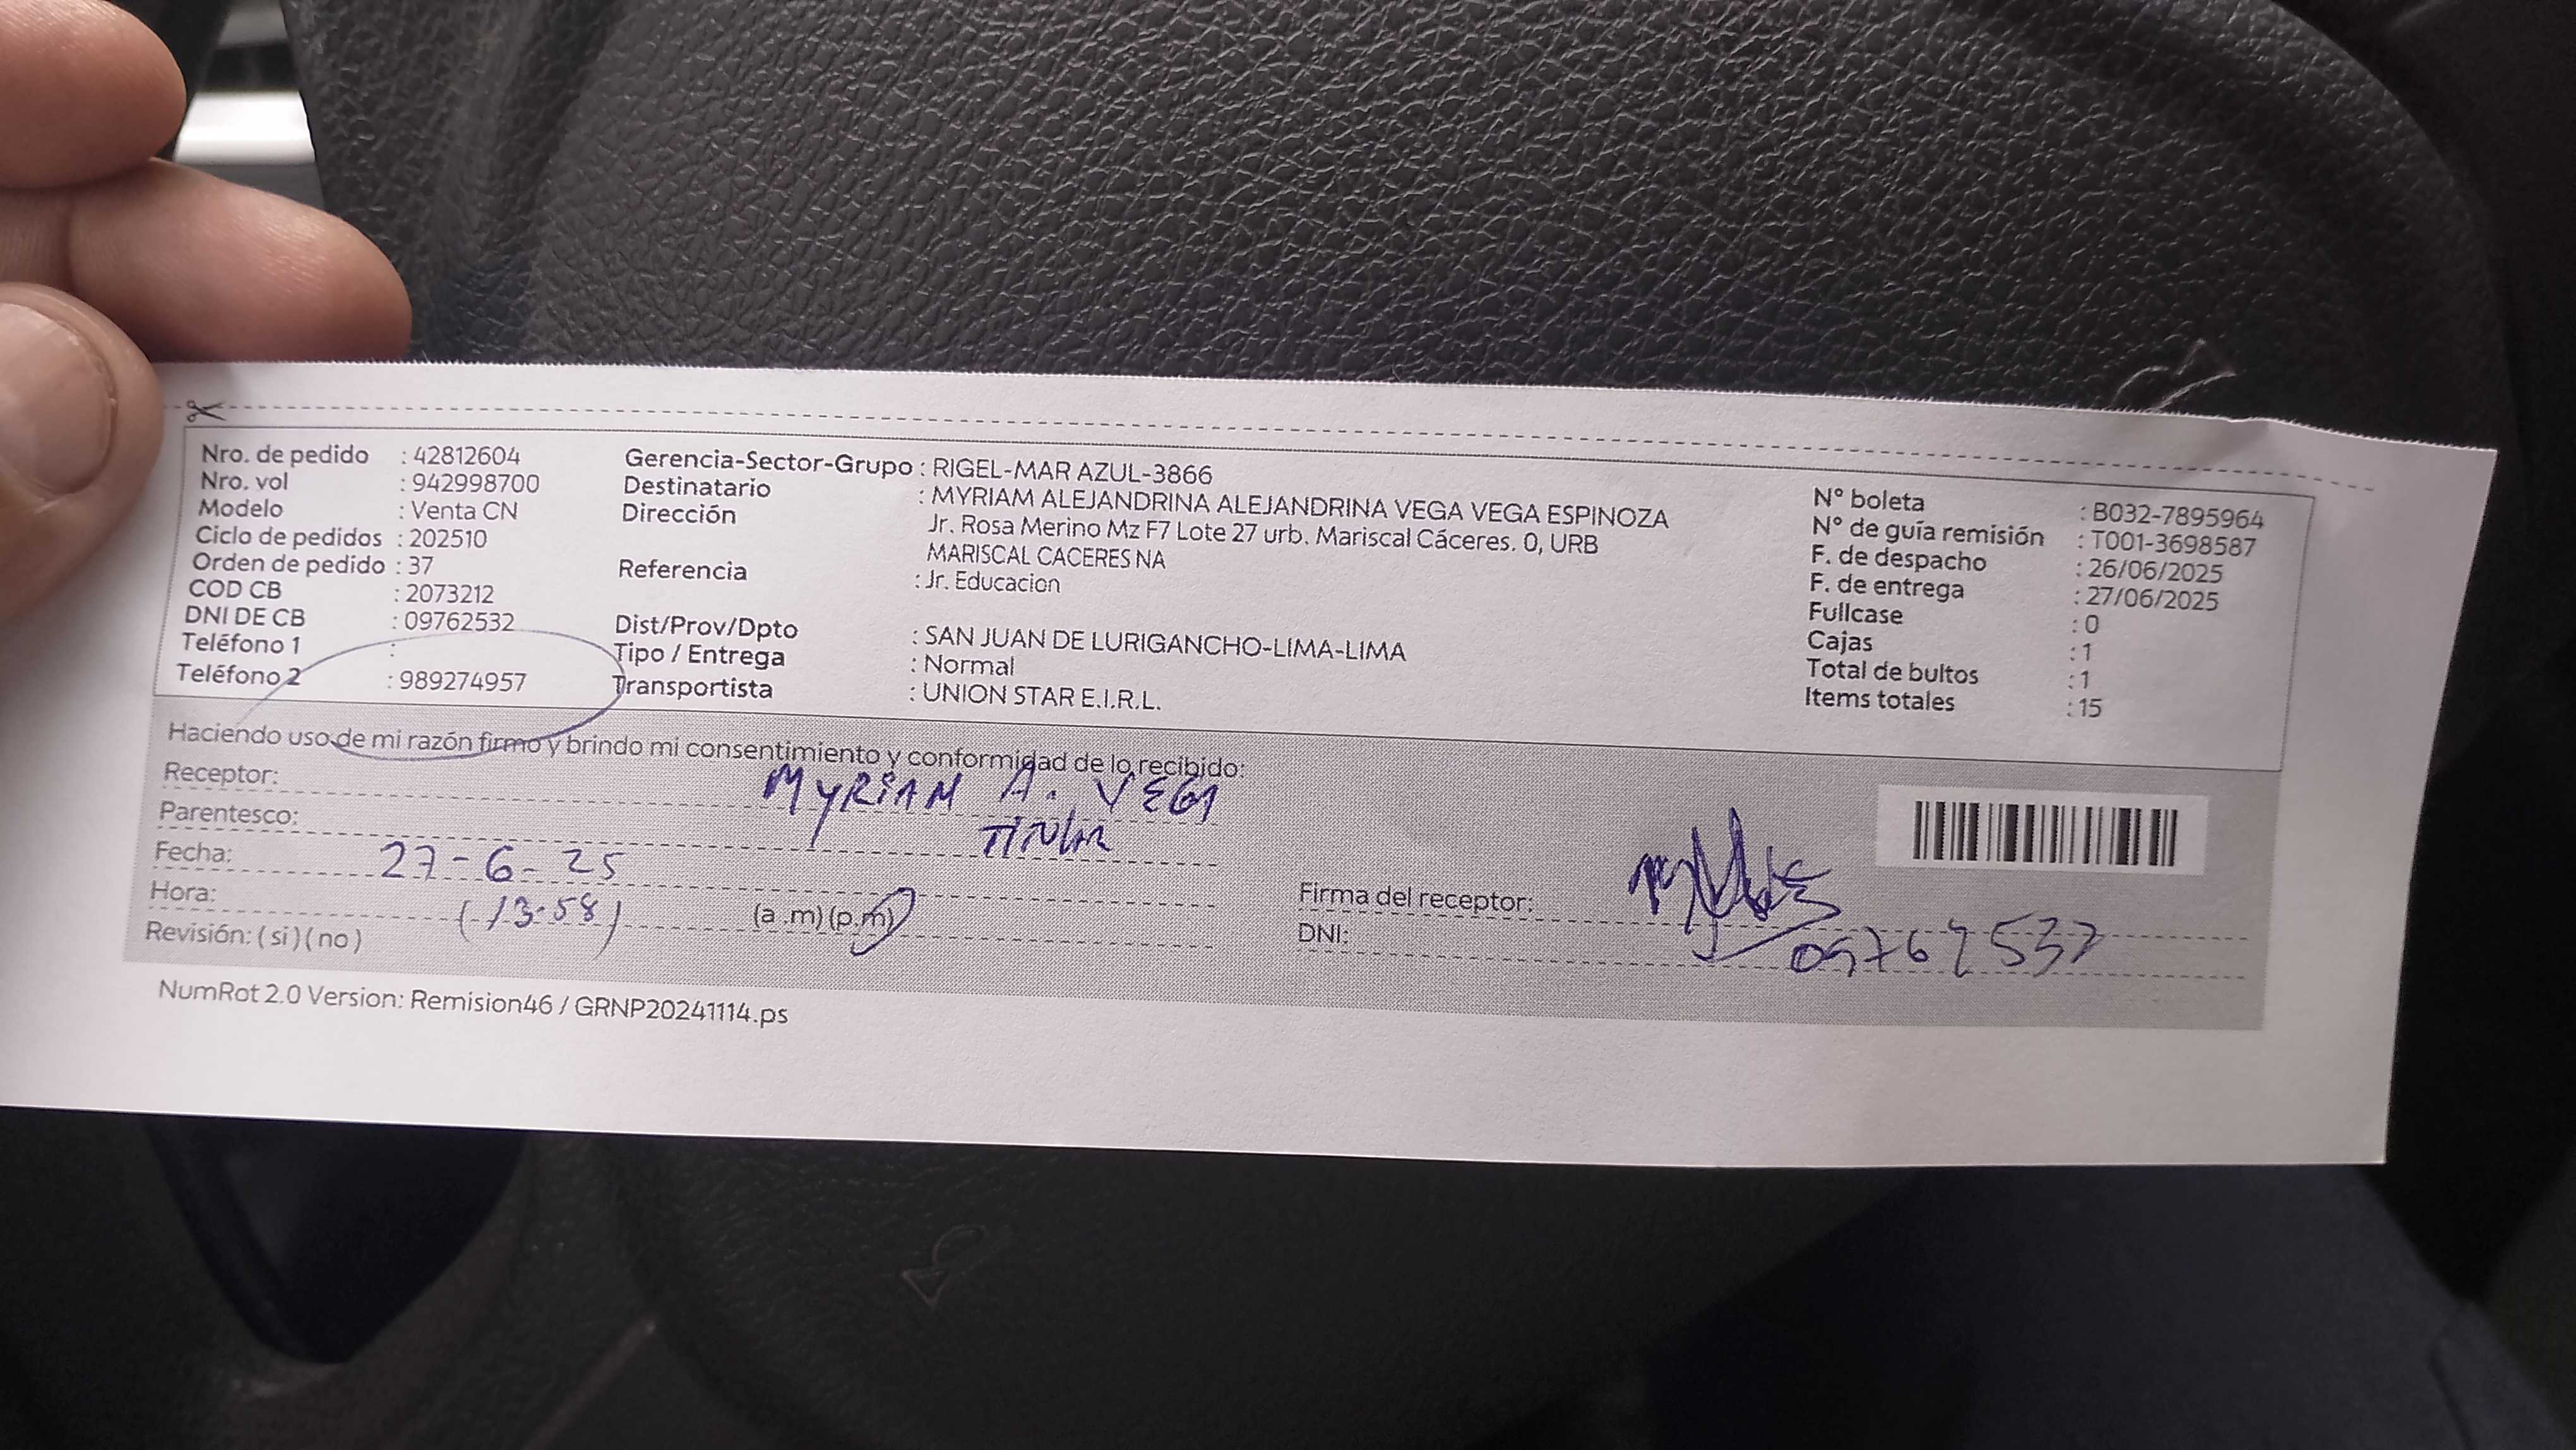 Nro. de pedido : 42812604
Nro. vol : 942998700
Modelo : Venta CN
Ciclo de pedidos : 202510
Orden de pedido : 37
COD CB : 2073212
DNI DE CB : 09762532
Teléfono 1 :
Teléfono 2 : 989274957
Gerencia-Sector-Grupo : RIGEL-MAR AZUL-3866
Destinatario : MYRIAM ALEJANDRINA ALEJANDRINA VEGA VEGA ESPINOZA
Dirección Jr. Rosa Merino Mz F7 Lote 27 urb. Mariscal Cáceres. 0, URB
MARISCAL CACERES NA
Referencia : Jr. Educacion
Dist/Prov/Dpto : SAN JUAN DE LURIGANCHO-LIMA-LIMA
Tipo / Entrega : Normal
Transportista : UNION STAR E.I.R.L.
N° boleta : B032-7895964
N° de guía remisión : T001-3698587
F. de despacho : 26/06/2025
F. de entrega : 27/06/2025
Fullcase : 0
Cajas : 1
Total de bultos : 1
Items totales : 15
Haciendo uso de mi razón firmo y brindo mi consentimiento y conformidad de lo recibido:
Receptor: MYRIAM A. VEGA
Parentesco: TITULAR
Fecha: 27-6-25
Hora: (13-58) (a .m) (p.m)
Revisión: ( si ) ( no )
Firma del receptor:
DNI: 09762532
NumRot 2.0 Version: Remision46 / GRNP20241114.ps